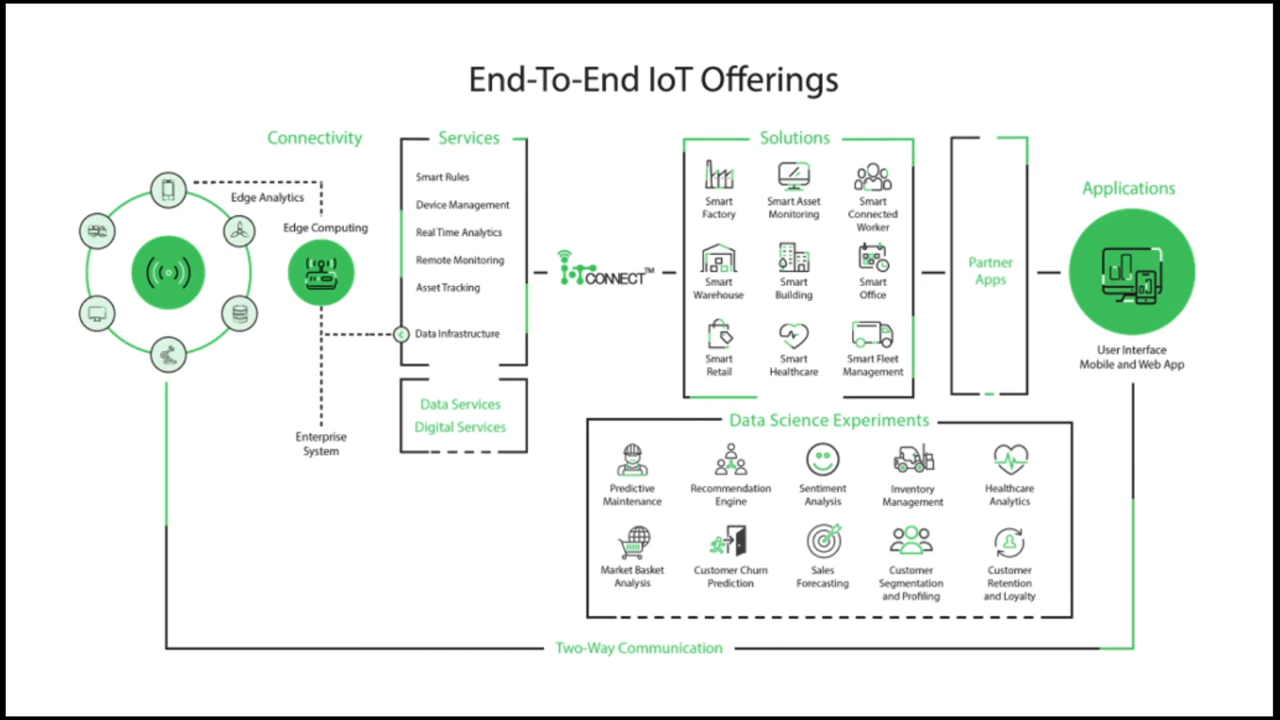 End-To-End IoT Offerings
Connectivity
Edge Analytics
Edge Computing
Enterprise
System
Services
Smart Rules
Device Management
Real Time Analytics
Remote Monitoring
Asset Tracking
Data Infrastructure
Data Services
Digital Services
IoTCONNECT™
Solutions
Smart
Factory
Smart Asset
Monitoring
Smart
Connected
Worker
Smart
Warehouse
Smart
Building
Smart
Office
Smart
Retail
Smart
Healthcare
Smart Fleet
Management
Partner
Apps
Applications
User Interface
Mobile and Web App
Data Science Experiments
Predictive
Maintenance
Recommendation
Engine
Sentiment
Analysis
Inventory
Management
Healthcare
Analytics
Market Basket
Analysis
Customer Churn
Prediction
Sales
Forecasting
Customer
Segmentation
and Profiling
Customer
Retention
and Loyalty
Two-Way Communication